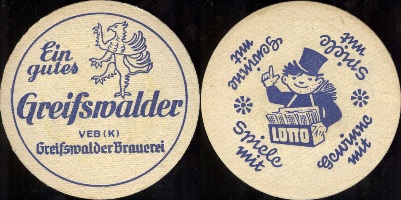 Ein
gutes
Greifswalder
VEB (K)
Greifswalder Brauerei
Spiele
mit
Gewinne
mit
LOTTO
Spiele
mit
Gewinne
mit